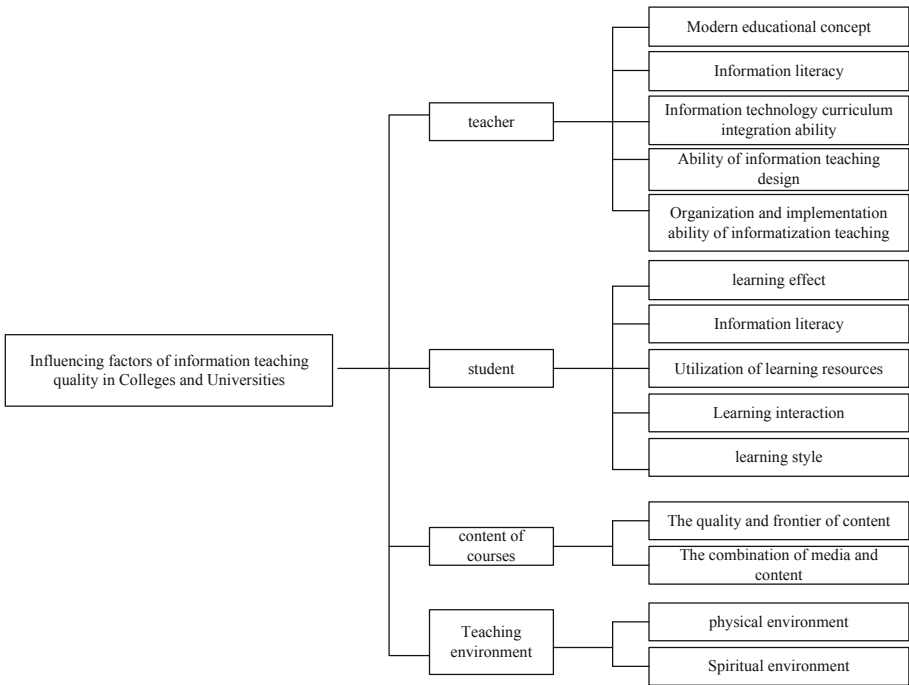 Influencing factors of information teaching
quality in Colleges and Universities
teacher
Modern educational concept
Information literacy
Information technology curriculum
integration ability
Ability of information teaching
design
Organization and implementation
ability of informatization teaching
student
learning effect
Information literacy
Utilization of learning resources
Learning interaction
learning style
content of
courses
The quality and frontier of content
The combination of media and
content
Teaching
environment
physical environment
Spiritual environment